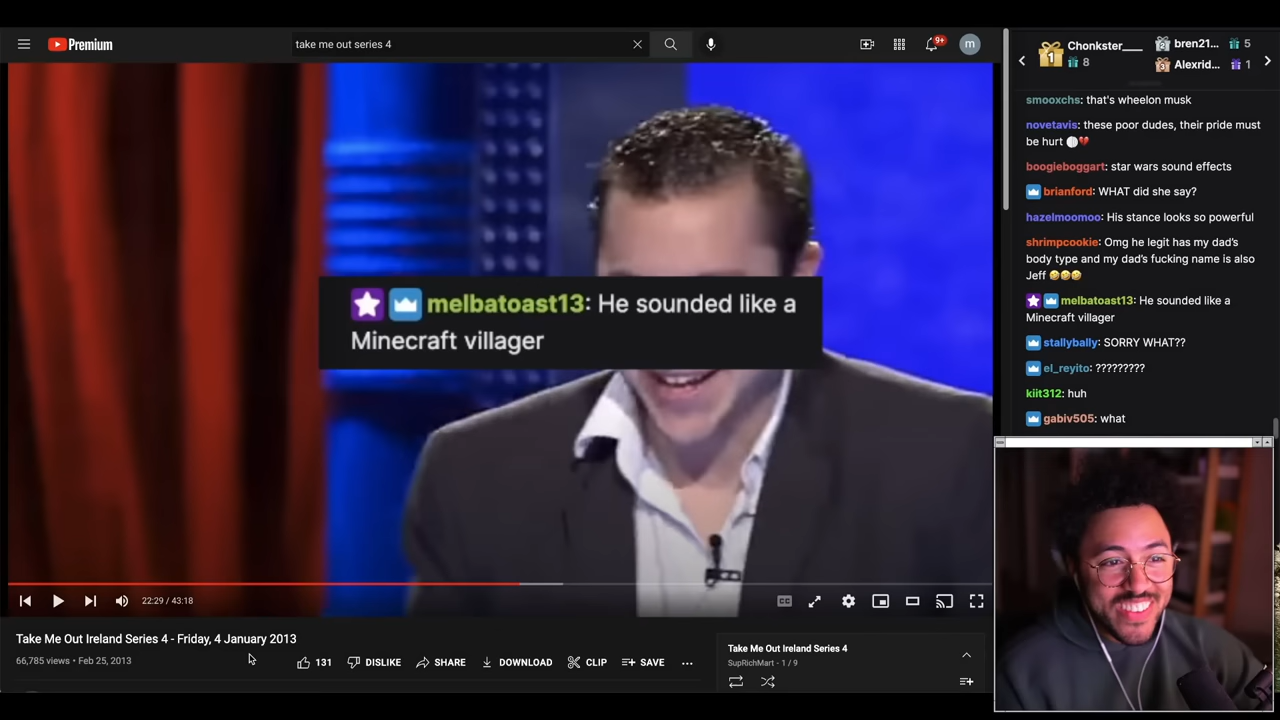 Premium
take me out series 4
9+
m
1
Chonkster___
8
2
bren21...
5
3
Alexrid...
1
smooxchs: that's wheelon musk
novetavis: these poor dudes, their pride must
be hurt
boogieboggart: star wars sound effects
brianford: WHAT did she say?
hazelmoomoo: His stance looks so powerful
shrimpcookie: Omg he legit has my dad's
body type and my dad's fucking name is also
Jeff 🤣🤣🤣
melbatoast13: He sounded like a
Minecraft villager
stallybally: SORRY WHAT??
el_reyito: ?????????
kiit312: huh
gabiv505: what
melbatoast13: He sounded like a
Minecraft villager
22:29 / 43:18
CC
Take Me Out Ireland Series 4 - Friday, 4 January 2013
66,785 views • Feb 25, 2013
131
DISLIKE
SHARE
DOWNLOAD
CLIP
SAVE
Take Me Out Ireland Series 4
SupRichMart - 1 / 9